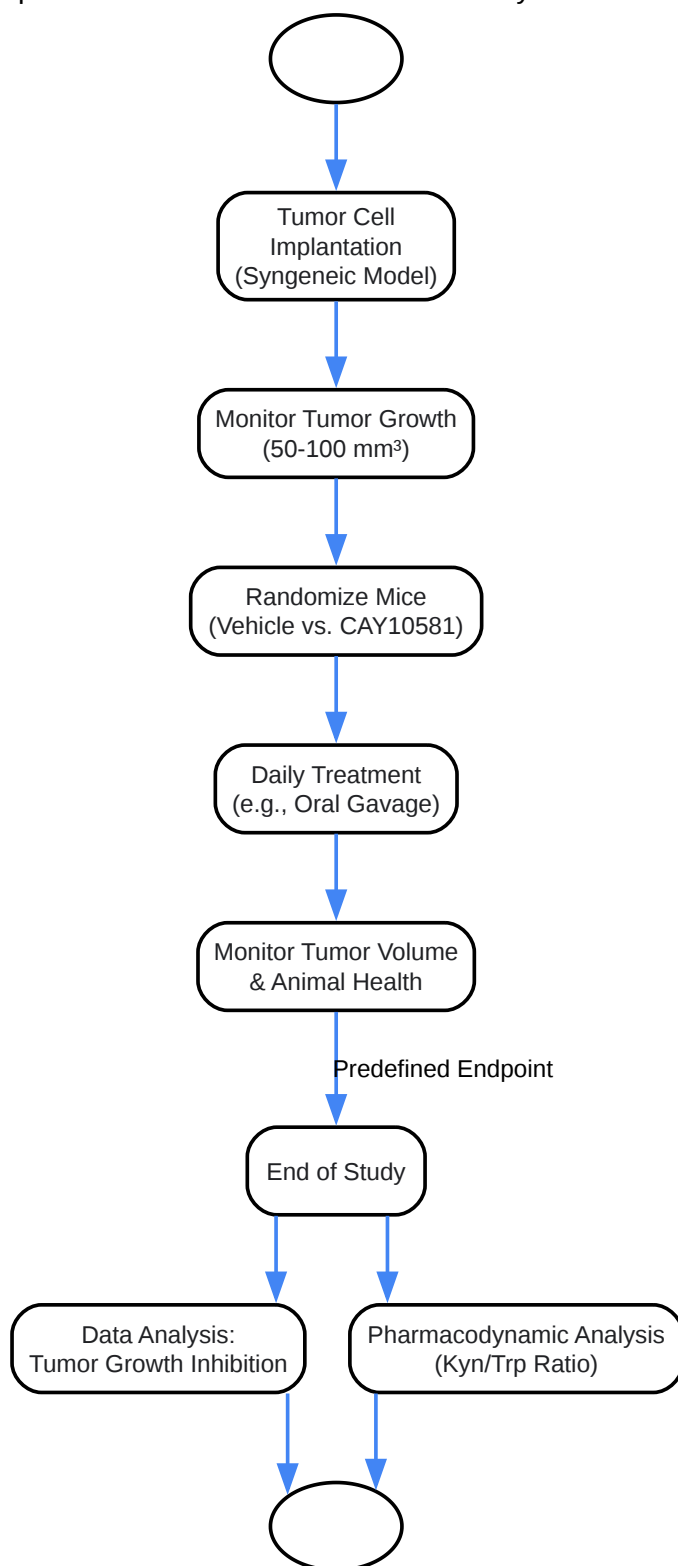 Tumor Cell
Implantation
(Syngeneic Model)
Monitor Tumor Growth
(50-100 mm³)
Randomize Mice
(Vehicle vs. CAY10581)
Daily Treatment
(e.g., Oral Gavage)
Monitor Tumor Volume
& Animal Health
Predefined Endpoint
End of Study
Data Analysis:
Tumor Growth Inhibition
Pharmacodynamic Analysis
(Kyn/Trp Ratio)